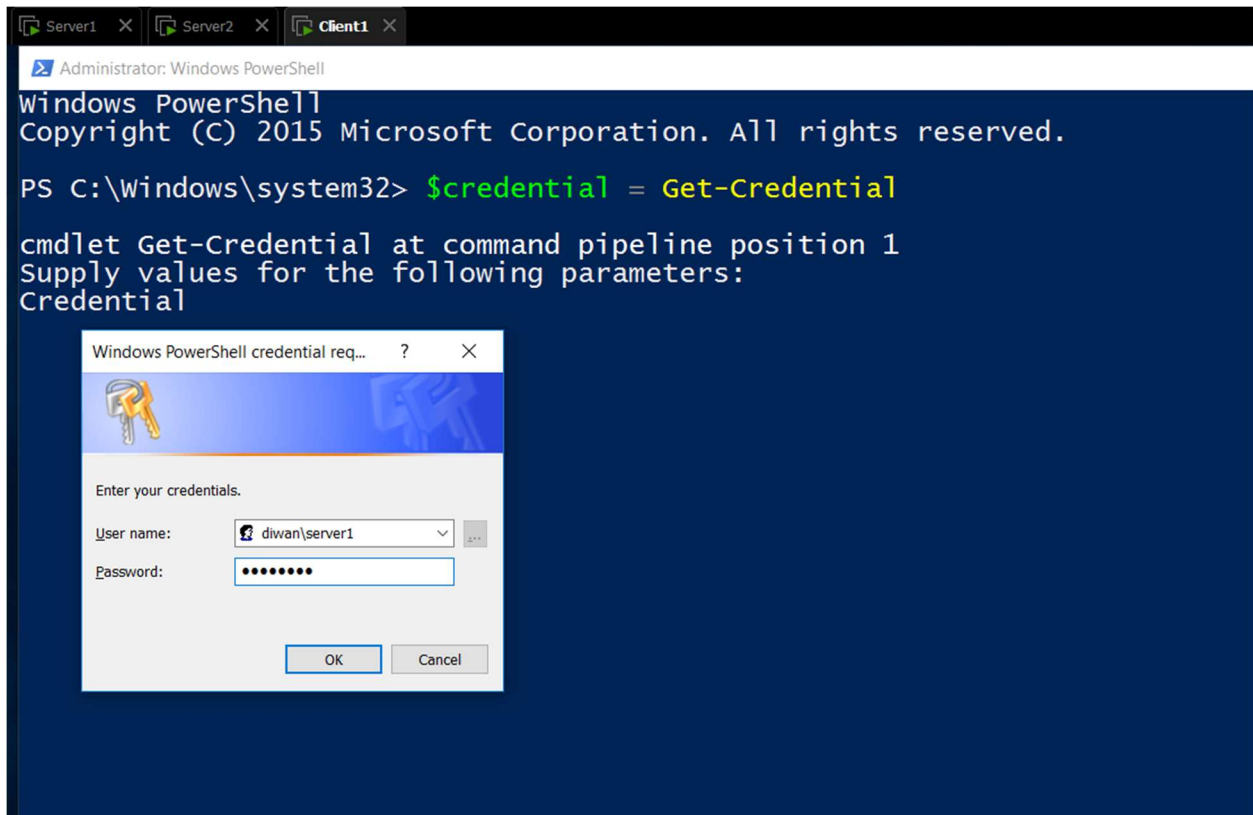 Server1 Server2 Client1
Administrator: Windows PowerShell
Windows PowerShell
Copyright (C) 2015 Microsoft Corporation. All rights reserved.
PS C:\Windows\system32> $credential = Get-Credential
cmdlet Get-Credential at command pipeline position 1
Supply values for the following parameters:
Credential
Windows PowerShell credential req... ?
Enter your credentials.
User name: diwan\server1 ...
Password: ••••••••
OK Cancel